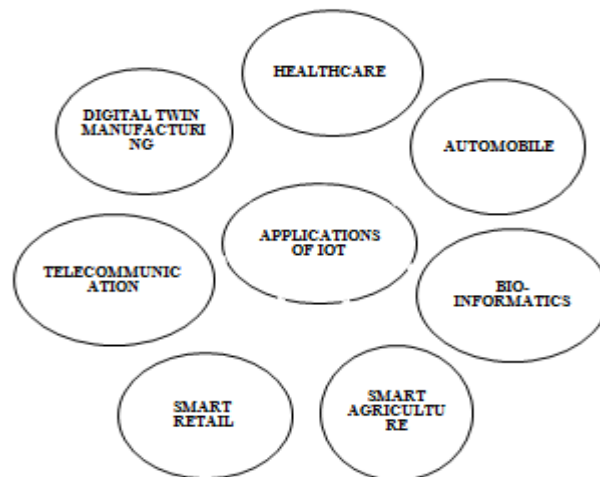 HEALTHCARE
DIGITAL TWIN
MANUFACTURI
NG
AUTOMOBILE
APPLICATIONS
OF IOT
TELECOMMUNIC
ATION
BIO-
INFORMATICS
SMART
RETAIL
SMART
AGRICULTU
RE